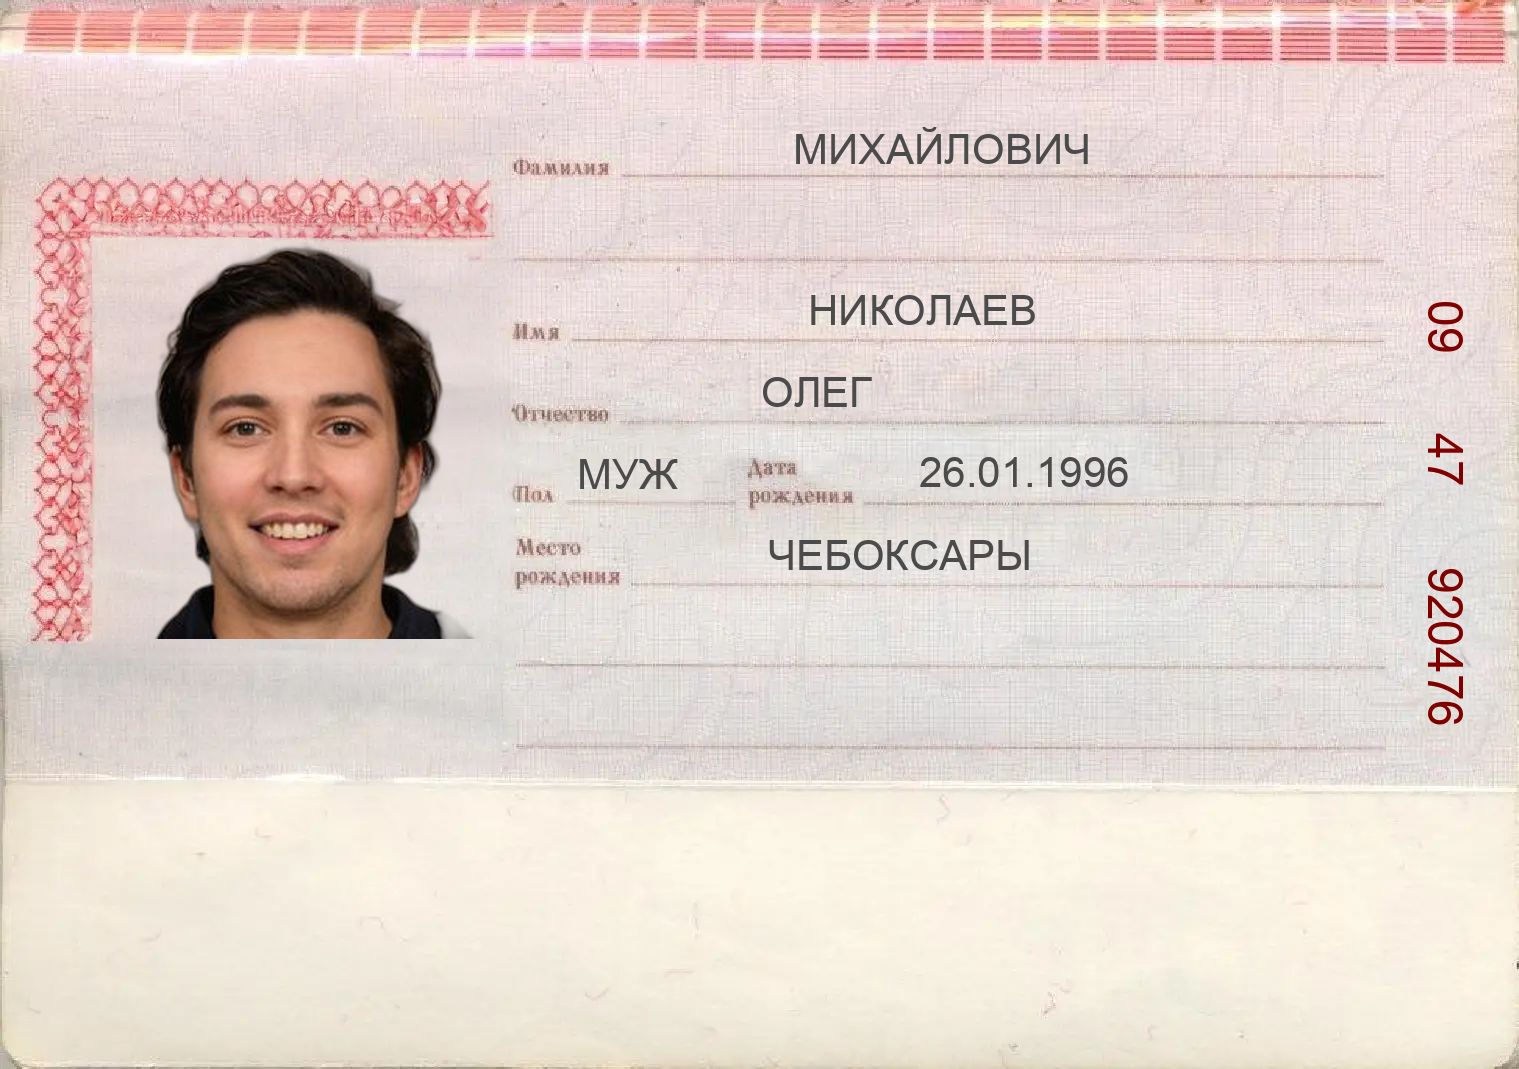 Фамилия МИХАЙЛОВИЧ
Имя НИКОЛАЕВ
Отчество ОЛЕГ
Пол МУЖ Дата рождения 26.01.1996
Место рождения ЧЕБОКСАРЫ
09 47 920476